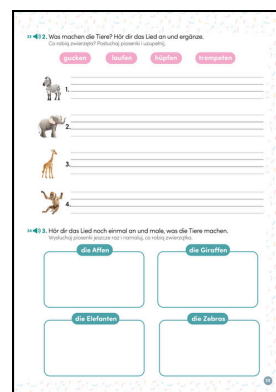 2. Was machen die Tiere? Hör dir das Lied an und ergänze.
Co robią zwierzęta? Posłuchaj piosenki i uzupełnij.
gucken laufen hüpfen trampeten
1.
2.
3.
4.
3. Hör dir das Lied noch einmal an und male, was die Tiere machen.
Wysłuchaj piosenki jeszcze raz i namaluj, co robią zwierzątka.
die Affen die Giraffen
die Elefanten die Zebras